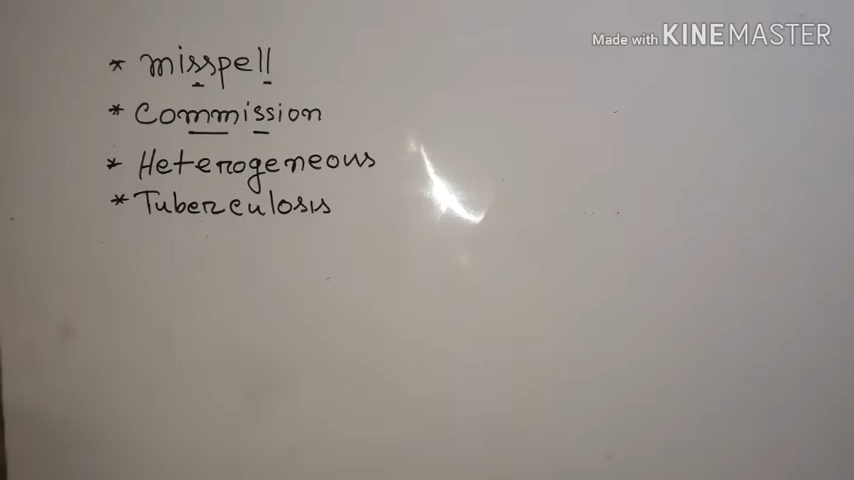 Made with KINEMASTER
* misspell
* Commission
* Heterogeneous
* Tuberculosis